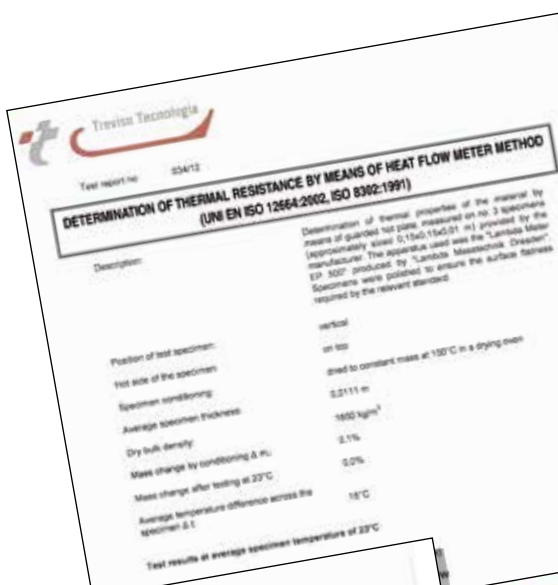 Treviso Tecnologia
Test report no 034/12
DETERMINATION OF THERMAL RESISTANCE BY MEANS OF HEAT FLOW METER METHOD
(UNI EN ISO 12664:2002, ISO 8302:1991)
Description:
Determination of thermal properties of the material by
means of guarded hot plate, measured on no. 3 specimens
(approximately sized 0,15x0,15x0,01 m) provided by the
manufacturer. The apparatus used was the "Lambda Meter
EP 500" produced by "Lambda Messtechnik Dresden".
Specimens were polished to ensure the surface flatness
required by the relevant standard.
Position of test specimen: vertical
Hot side of the specimen: on top
Specimen conditioning: dried to constant mass at 150°C in a drying oven
Average specimen thickness: 0,0111 m
Dry bulk density: kg/m³
Mass change by conditioning Δ m: 2,1%
Mass change after testing at 23°C 0,0%
Average temperature difference across the
specimen Δ t: 15°C
Test results at average specimen temperature of 23°C